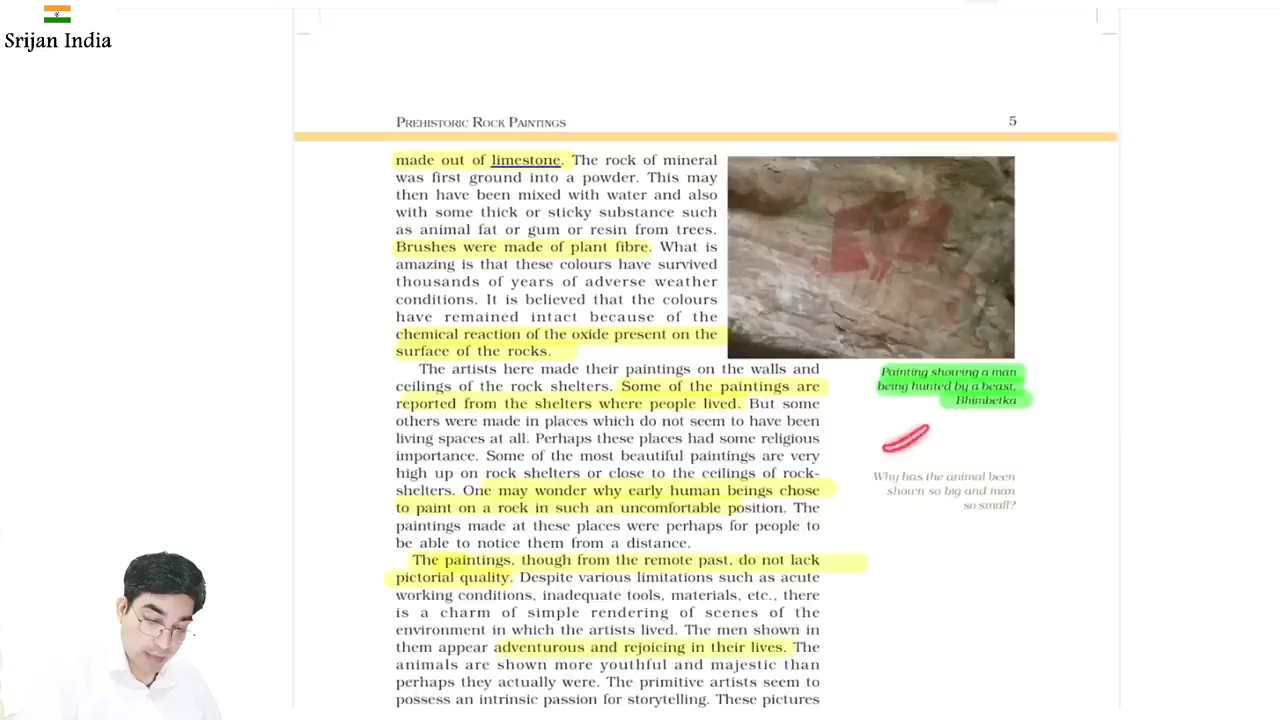 Srijan India
PREHISTORIC ROCK PAINTINGS
5
made out of limestone. The rock of mineral
was first ground into a powder. This may
then have been mixed with water and also
with some thick or sticky substance such
as animal fat or gum or resin from trees.
Brushes were made of plant fibre. What is
amazing is that these colours have survived
thousands of years of adverse weather
conditions. It is believed that the colours
have remained intact because of the
chemical reaction of the oxide present on the
surface of the rocks.
The artists here made their paintings on the walls and
ceilings of the rock shelters. Some of the paintings are
reported from the shelters where people lived. But some
others were made in places which do not seem to have been
living spaces at all. Perhaps these places had some religious
importance. Some of the most beautiful paintings are very
high up on rock shelters or close to the ceilings of rock-
shelters. One may wonder why early human beings chose
to paint on a rock in such an uncomfortable position. The
paintings made at these places were perhaps for people to
be able to notice them from a distance.
The paintings, though from the remote past, do not lack
pictorial quality. Despite various limitations such as acute
working conditions, inadequate tools, materials, etc., there
is a charm of simple rendering of scenes of the
environment in which the artists lived. The men shown in
them appear adventurous and rejoicing in their lives. The
animals are shown more youthful and majestic than
perhaps they actually were. The primitive artists seem to
possess an intrinsic passion for storytelling. These pictures
Painting showing a man
being hunted by a beast,
Bhimbetka
Why has the animal been
shown so big and man
so small?